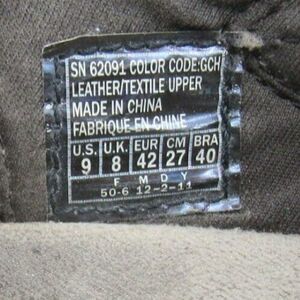 SN 62091 COLOR CODE:GCH
LEATHER/TEXTILE UPPER
MADE IN CHINA
FABRIQUE EN CHINE
U.S. U.K. EUR CM BRA
9 8 42 27 40
F M D Y
50-6 12-2-11